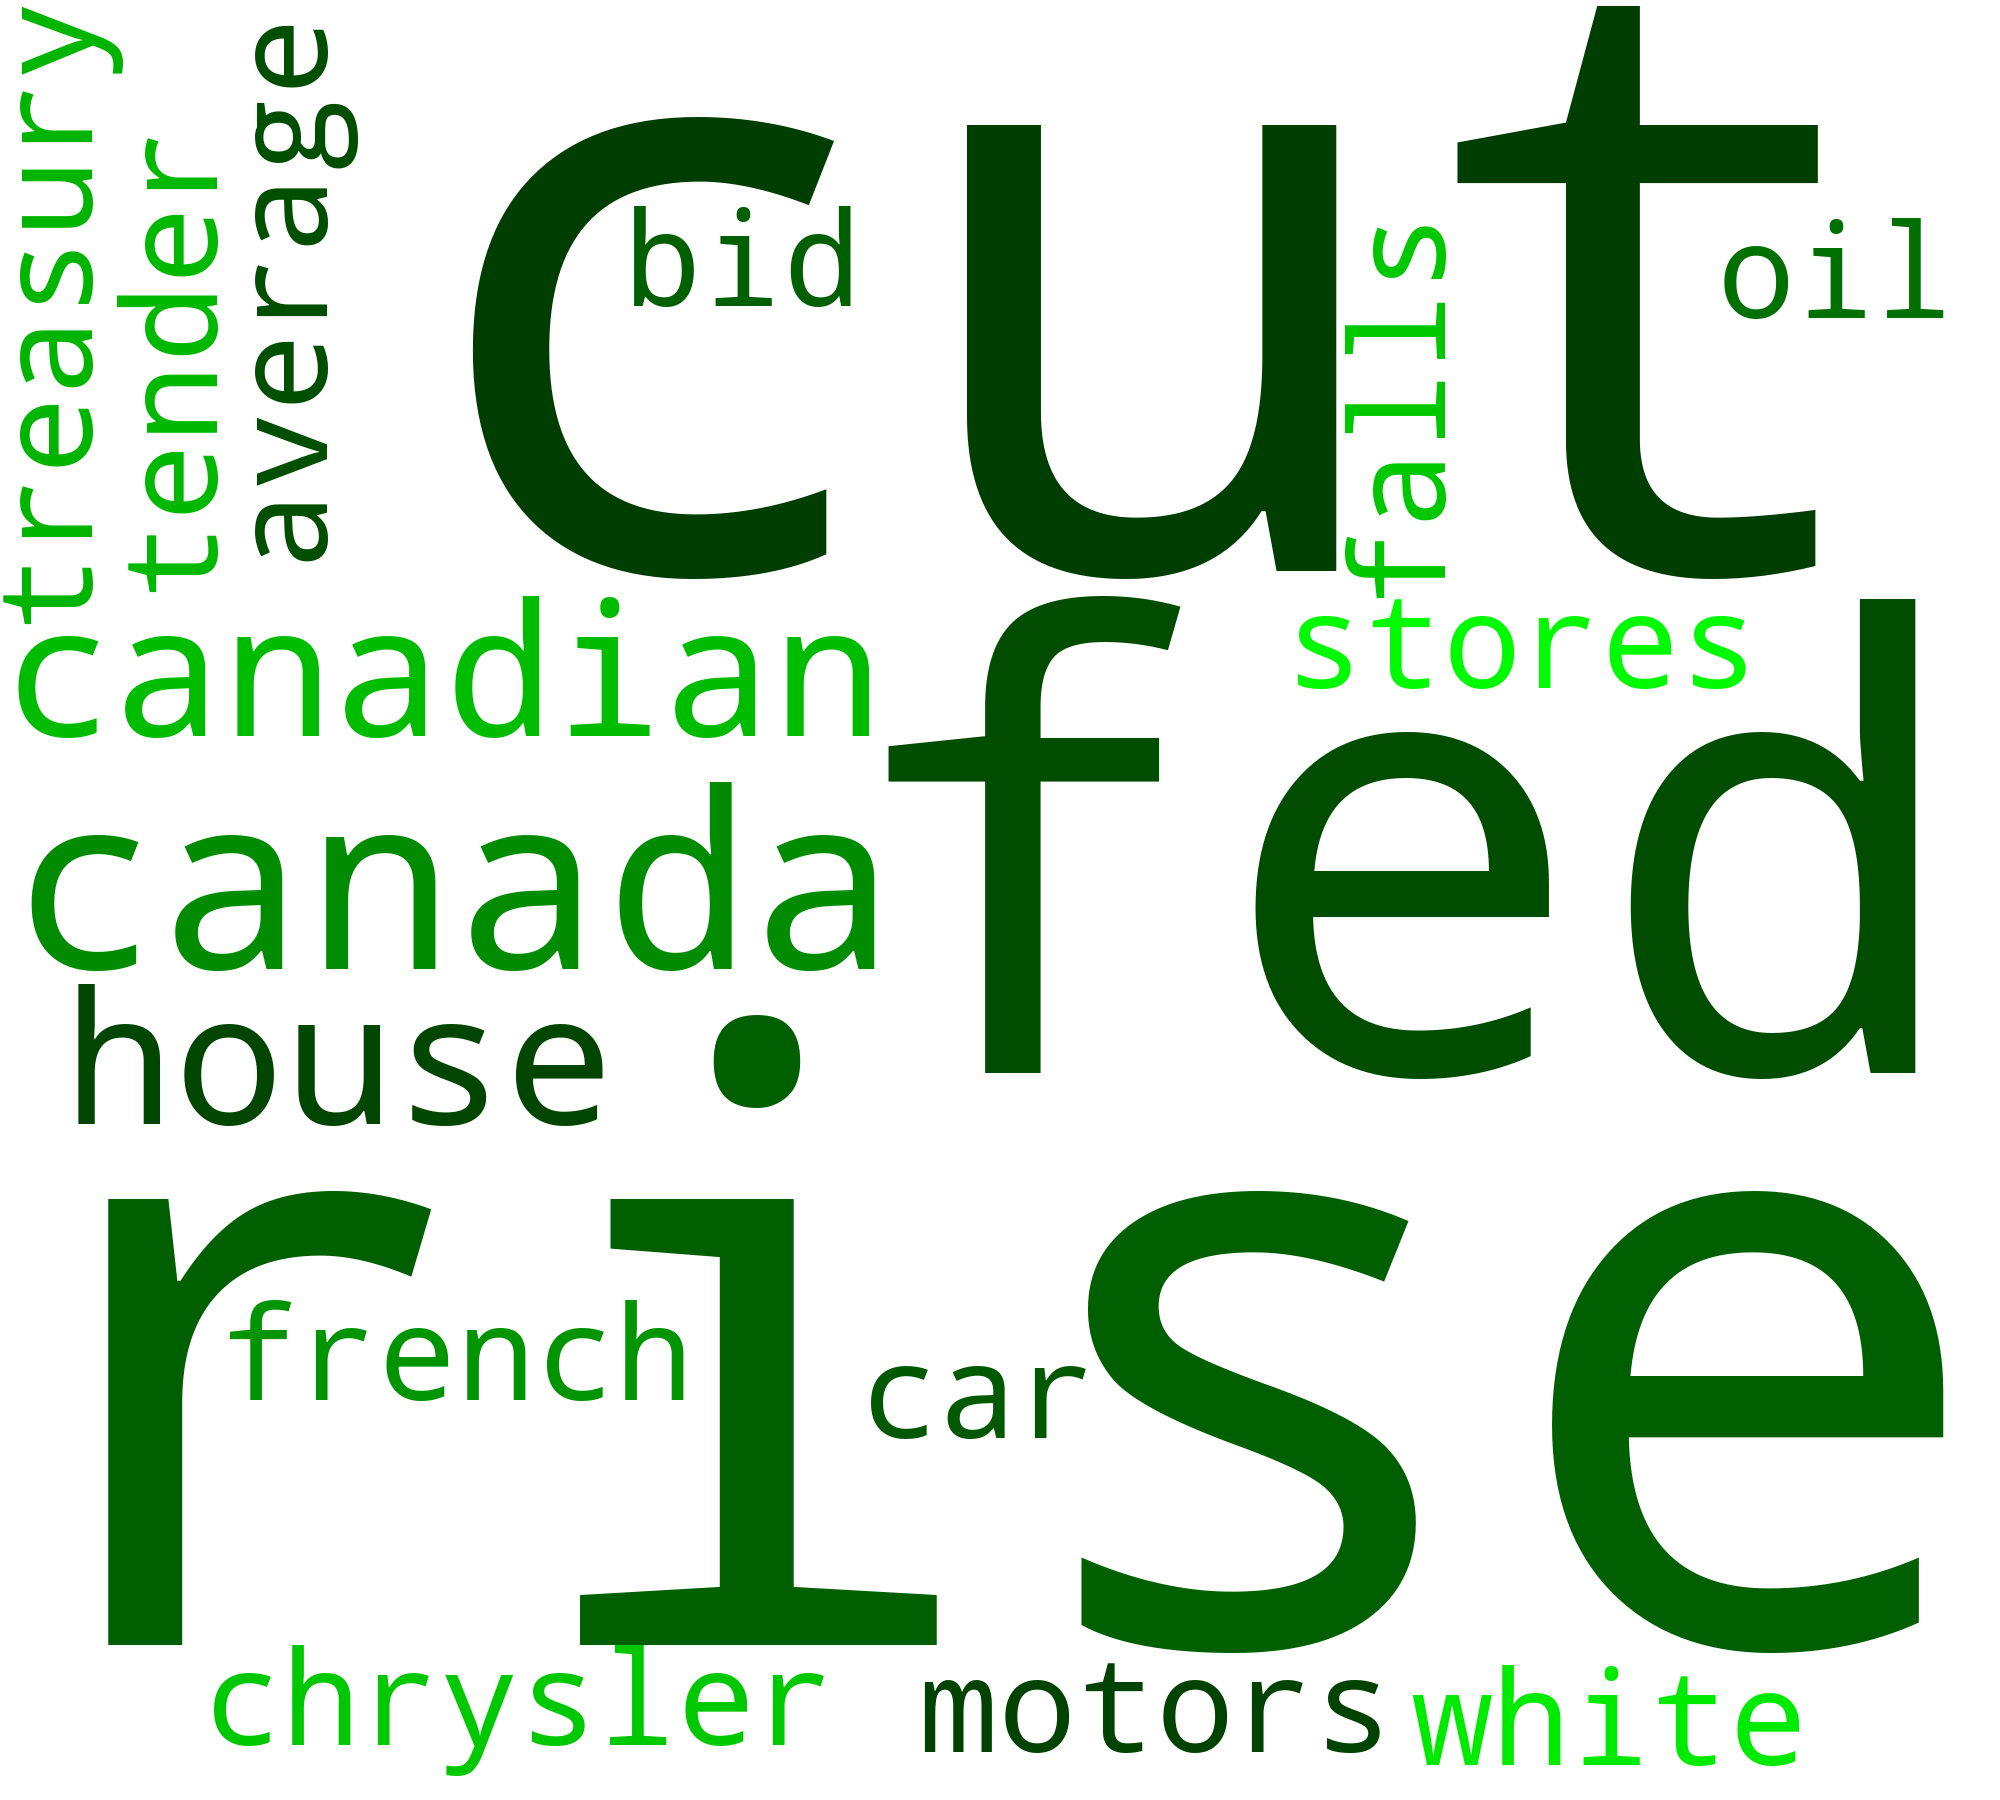 treasury
tender
average
cut
bid
falls
oil
canadian
stores
fed
canada
house
rise
french
car
chrysler
motors
white